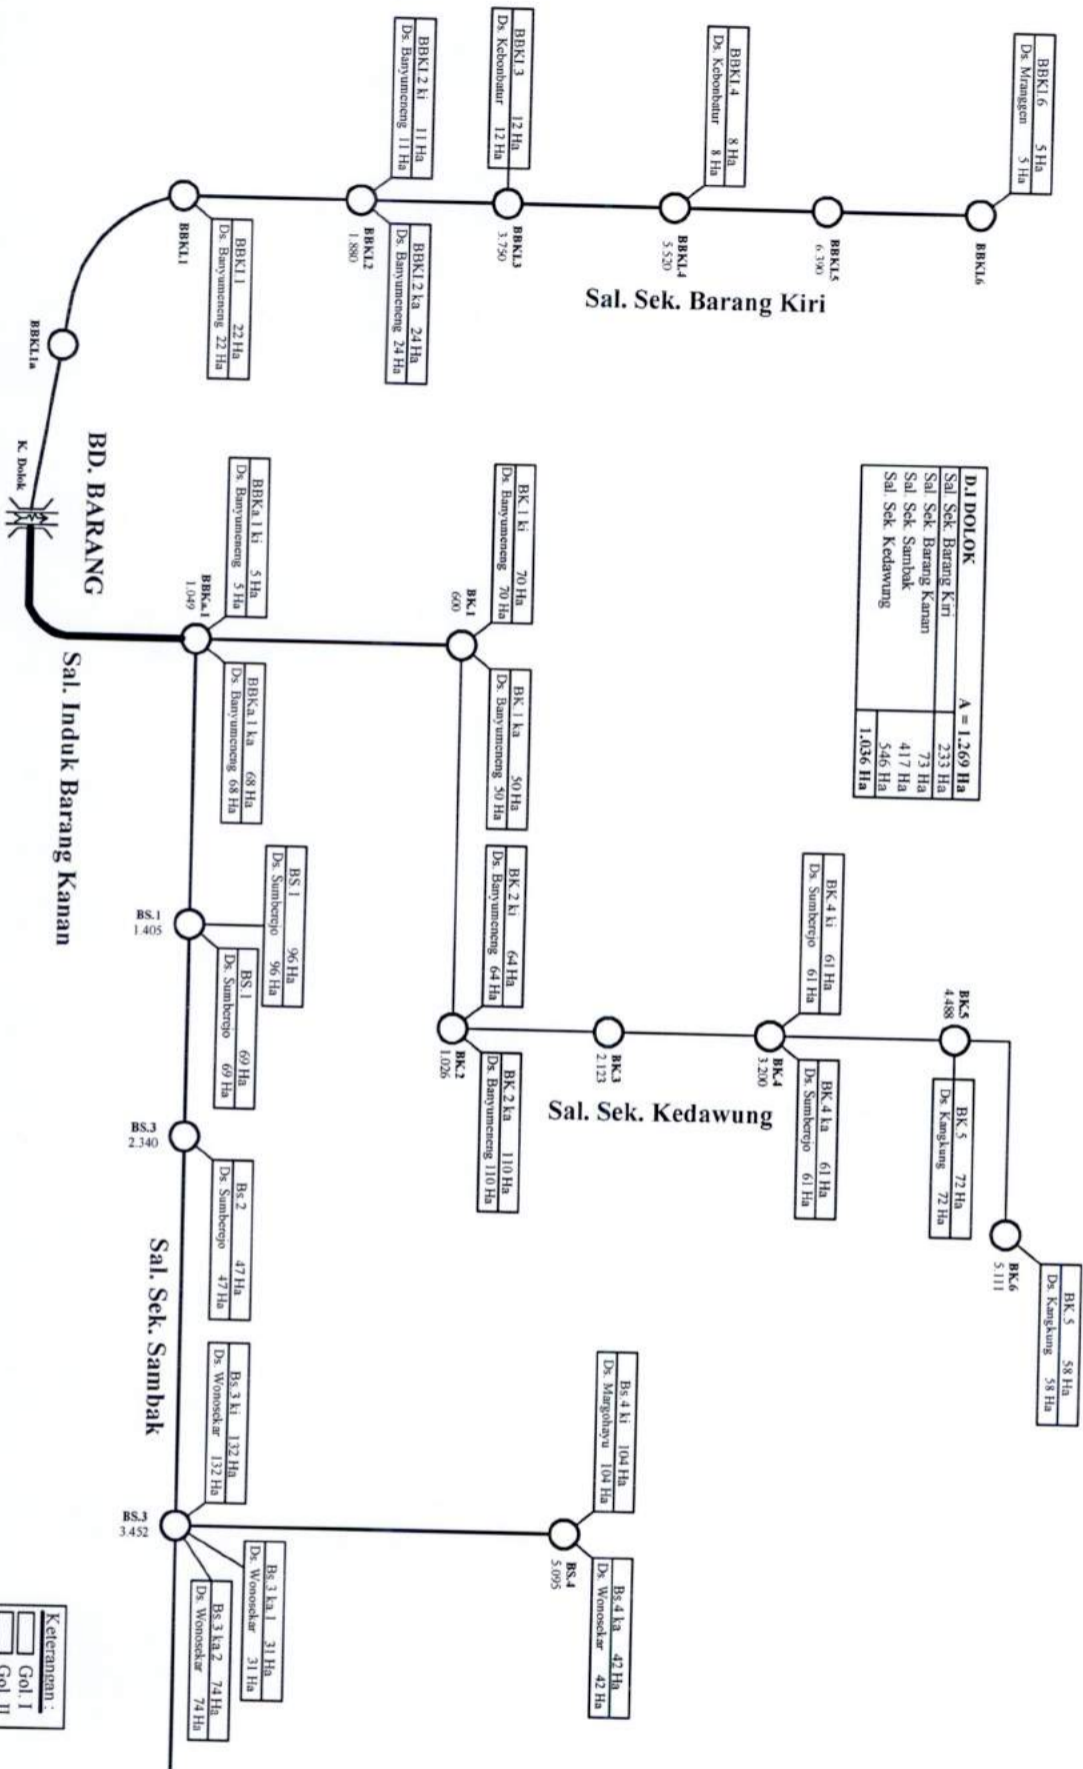 BBKI.6 5 Ha
Ds. Mranggen 5 Ha
BBKI.6
BBKI.5
6.390
BBKI.4 8 Ha
Ds. Kebonbatur 8 Ha
BBKI.4
5.520
BBKI.3 12 Ha
Ds. Kebonbatur 12 Ha
BBKI.3
3.750
BBKI.2 ki 11 Ha
Ds. Banyumeneng 11 Ha
BBKI.2
1.880
BBKI.2 ka 24 Ha
Ds. Banyumeneng 24 Ha
BBKI.1
BBKI.1 22 Ha
Ds. Banyumeneng 22 Ha
BBKI.1a
Sal. Sek. Barang Kiri
K. Dolok
BD. BARANG
D.I DOLOK A = 1.269 Ha
Sal. Sek. Barang Kiri 233 Ha
Sal. Sek. Barang Kanan 73 Ha
Sal. Sek. Sambak 417 Ha
Sal. Sek. Kedawung 546 Ha
1.036 Ha
BBKa.1 ki 5 Ha
Ds. Banyumeneng 5 Ha
BBKa.1
1.049
BBKa.1 ka 68 Ha
Ds. Banyumeneng 68 Ha
Sal. Induk Barang Kanan
BK.1 ki 70 Ha
Ds. Banyumeneng 70 Ha
BK.1
600
BK.1 ka 50 Ha
Ds. Banyumeneng 50 Ha
BK.2 ki 64 Ha
Ds. Banyumeneng 64 Ha
BK.2
1.026
BK.2 ka 110 Ha
Ds. Banyumeneng 110 Ha
BK.3
2.123
BK.4 ki 61 Ha
Ds. Sumberejo 61 Ha
BK.4
3.200
BK.4 ka 61 Ha
Ds. Sumberejo 61 Ha
Sal. Sek. Kedawung
BK.5
4.488
BK.5 72 Ha
Ds. Kangkung 72 Ha
BK.6
5.111
BK.5 58 Ha
Ds. Kangkung 58 Ha
BS.1 96 Ha
Ds. Sumberejo 96 Ha
BS.1
1.405
BS.1 69 Ha
Ds. Sumberejo 69 Ha
BS.3
2.340
Bs.2 47 Ha
Ds. Sumberejo 47 Ha
Sal. Sek. Sambak
Bs.3 ki 132 Ha
Ds. Wonosekar 132 Ha
BS.3
3.452
Bs.3 ka.1 31 Ha
Ds. Wonosekar 31 Ha
Bs.3 ka.2 74 Ha
Ds. Wonosekar 74 Ha
Bs.4 ki 104 Ha
Ds. Margohayu 104 Ha
BS.4
5.095
Bs.4 ka 42 Ha
Ds. Wonosekar 42 Ha
Keterangan :
Gol. I
Gol. II